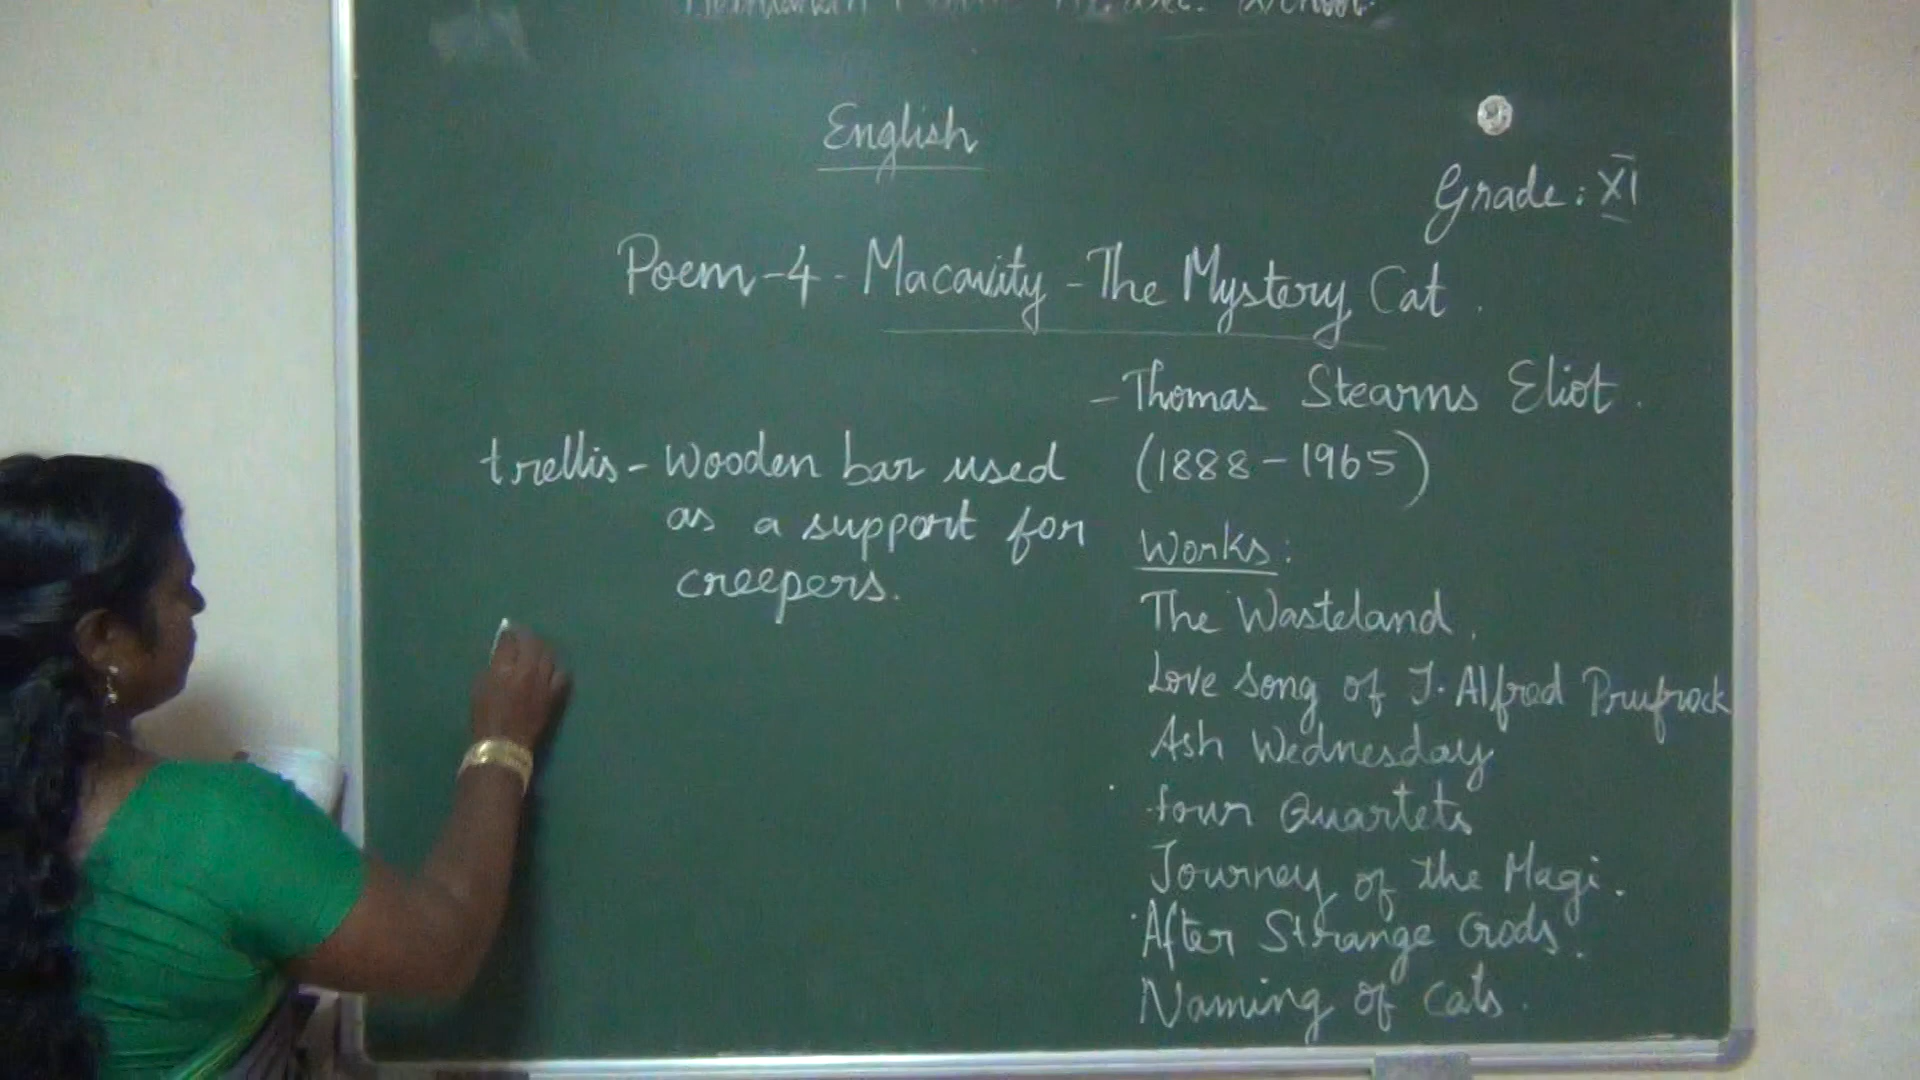 School.
English
Grade: XI
Poem-4 - Macavity - The Mystery Cat.
- Thomas Stearns Eliot.
(1888-1965)
trellis - Wooden bar used
as a support for
creepers.
Works:
The Wasteland.
Love song of J. Alfred Prufrock
Ash Wednesday
four Quartets
Journey of the Magi.
After Strange Gods.
Naming of Cats.